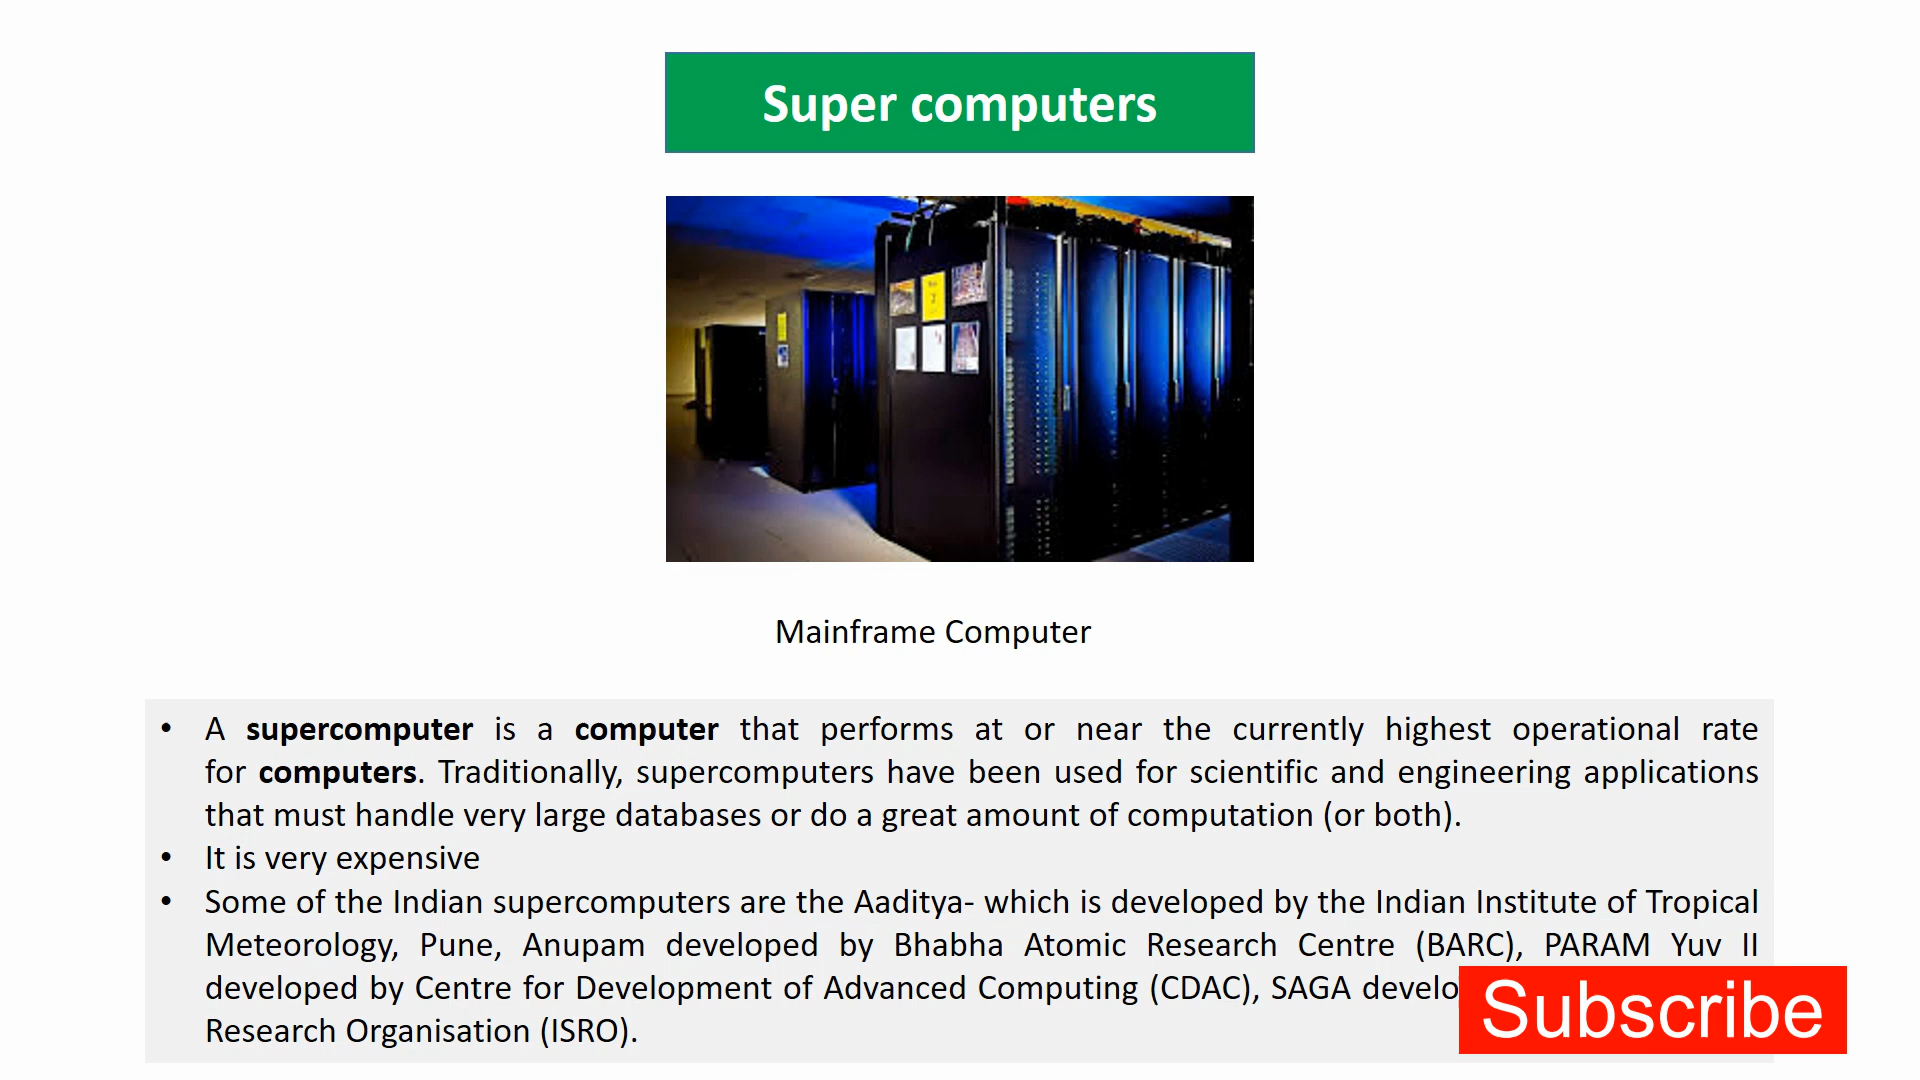 Super computers
Mainframe Computer
• A supercomputer is a computer that performs at or near the currently highest operational rate
for computers. Traditionally, supercomputers have been used for scientific and engineering applications
that must handle very large databases or do a great amount of computation (or both).
• It is very expensive
• Some of the Indian supercomputers are the Aaditya- which is developed by the Indian Institute of Tropical
Meteorology, Pune, Anupam developed by Bhabha Atomic Research Centre (BARC), PARAM Yuv II
developed by Centre for Development of Advanced Computing (CDAC), SAGA develo
Research Organisation (ISRO).
Subscribe